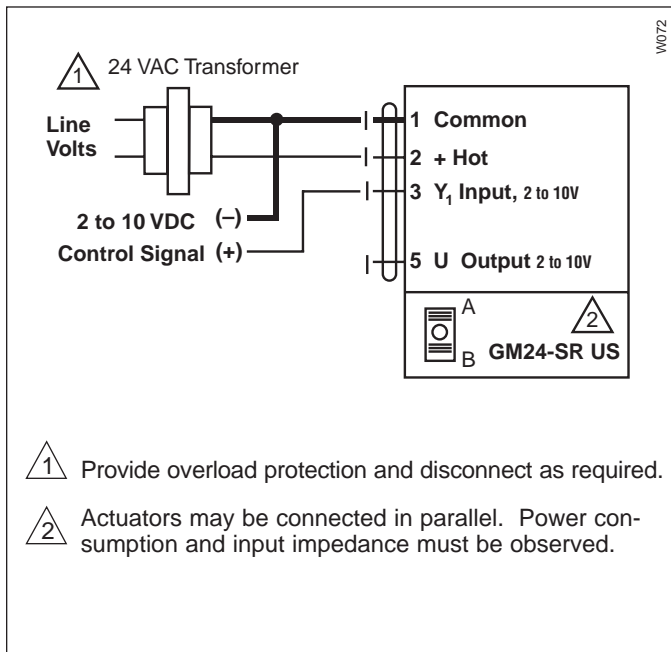 W072
1 24 VAC Transformer
Line
Volts
1 Common
2 + Hot
3 Y1 Input, 2 to 10V
2 to 10 VDC (–)
Control Signal (+)
5 U Output 2 to 10V
A
B
2
GM24-SR US
1 Provide overload protection and disconnect as required.
2 Actuators may be connected in parallel. Power con-
sumption and input impedance must be observed.